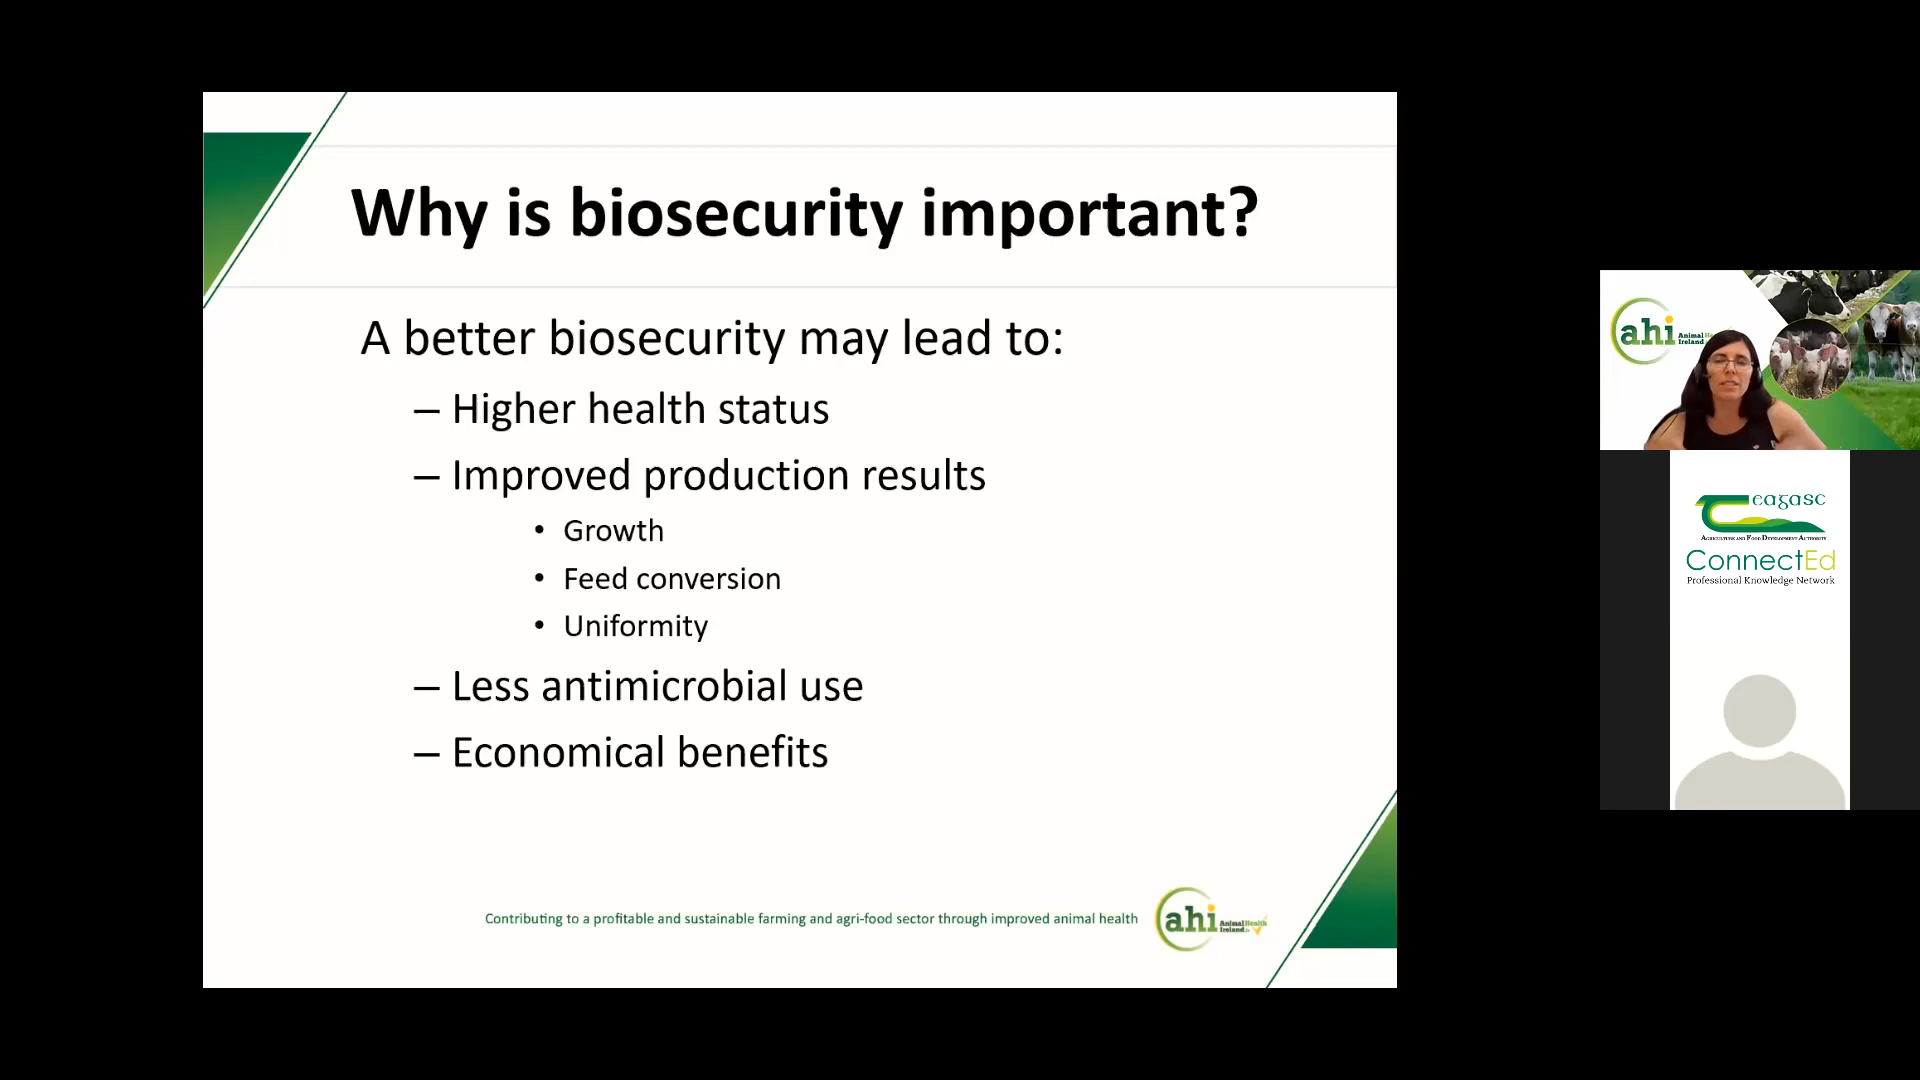 Why is biosecurity important?
A better biosecurity may lead to:
– Higher health status
– Improved production results
• Growth
• Feed conversion
• Uniformity
– Less antimicrobial use
– Economical benefits
Contributing to a profitable and sustainable farming and agri-food sector through improved animal health
ahi Animal Health
Ireland.ie
ahi Animal
Ireland
eagasc
Agriculture and Food Development Authority
ConnectEd
Professional Knowledge Network